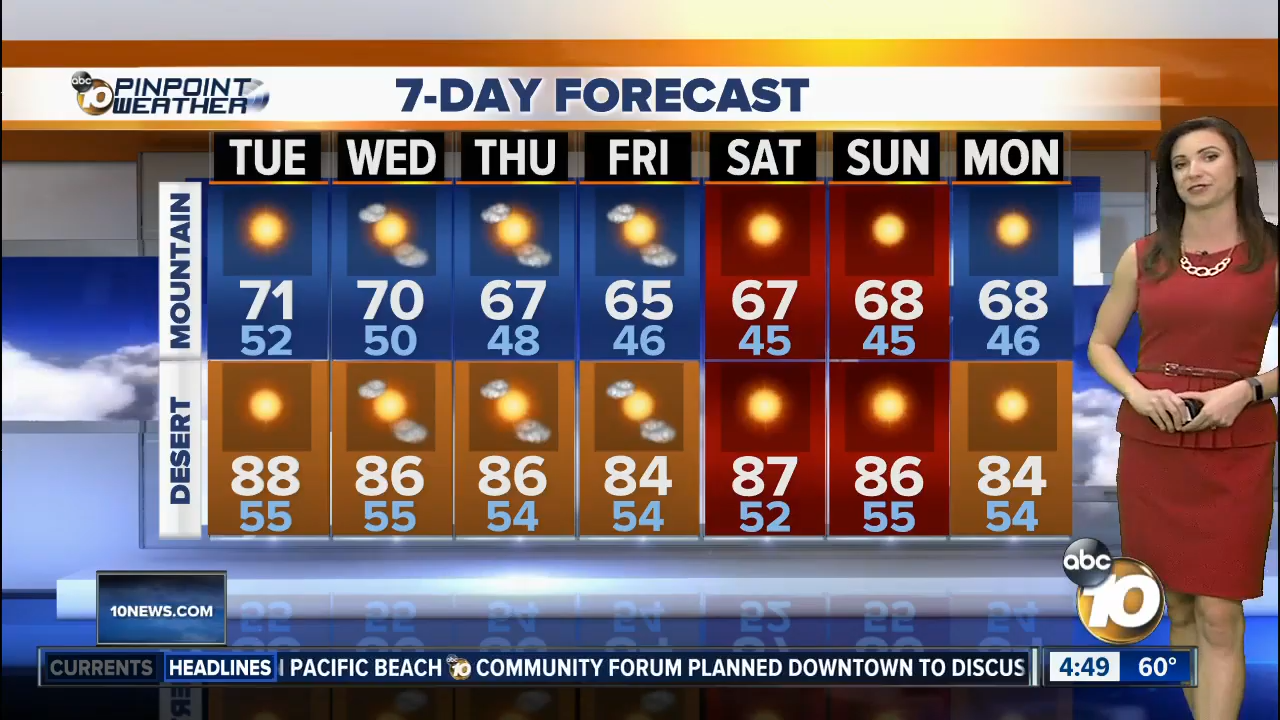 abc 10 PINPOINT WEATHER
7-DAY FORECAST
TUE WED THU FRI SAT SUN MON
MOUNTAIN
71 70 67 65 67 68 68
52 50 48 46 45 45 46
DESERT
88 86 86 84 87 86 84
55 55 54 54 52 55 54
10NEWS.COM
abc 10
CURRENTS HEADLINES I PACIFIC BEACH 10 COMMUNITY FORUM PLANNED DOWNTOWN TO DISCUS 4:49 60°